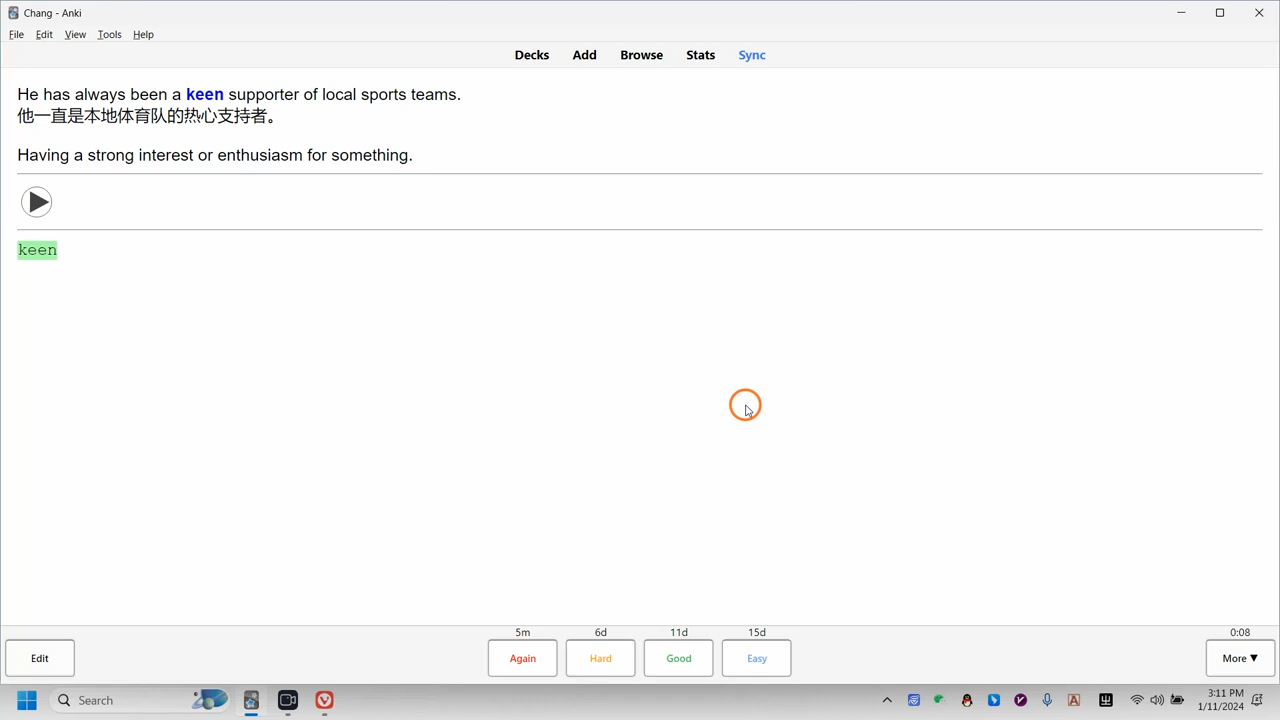 Chang - Anki
File Edit View Tools Help
Decks Add Browse Stats Sync
He has always been a keen supporter of local sports teams.
他一直是本地体育队的热心支持者。
Having a strong interest or enthusiasm for something.
keen
5m 6d 11d 15d 0:08
Edit Again Hard Good Easy More ▼
Search
3:11 PM
1/11/2024